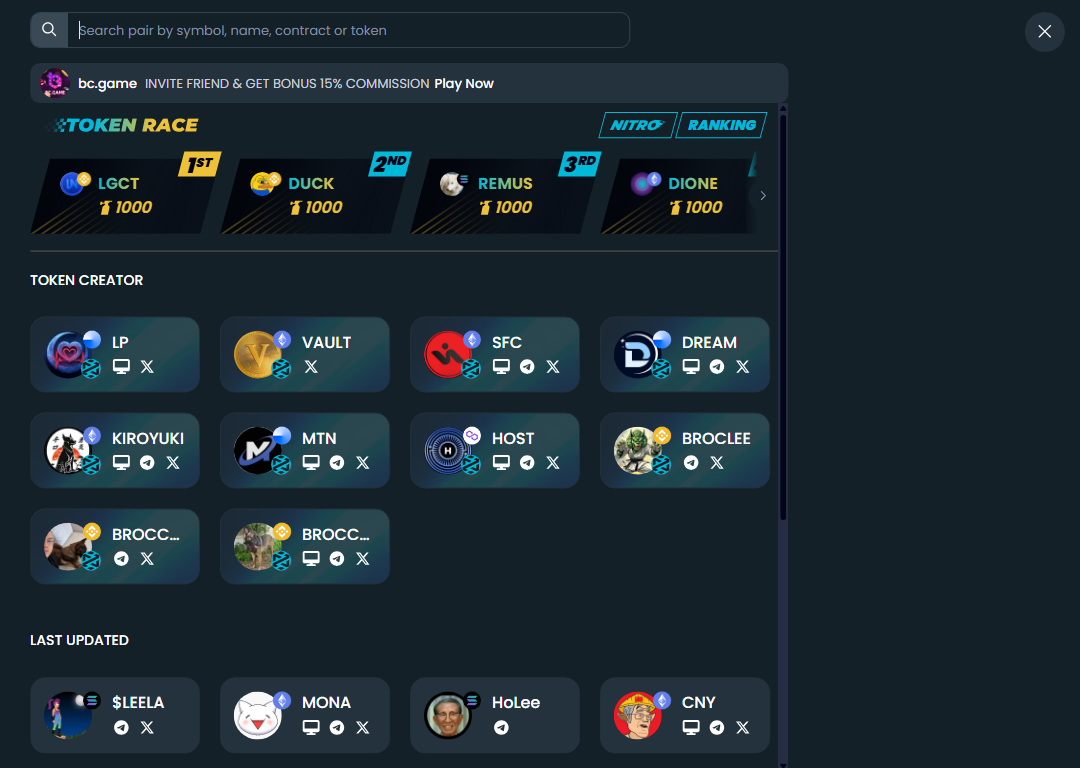 Search pair by symbol, name, contract or token
bc.game INVITE FRIEND & GET BONUS 15% COMMISSION Play Now
TOKEN RACE
NITRO
RANKING
1ST
LGCT
1000
2ND
DUCK
1000
3RD
REMUS
1000
DIONE
1000
TOKEN CREATOR
LP
VAULT
SFC
DREAM
KIROYUKI
MTN
HOST
BROCLEE
BROCC...
BROCC...
LAST UPDATED
$LEELA
MONA
HoLee
CNY